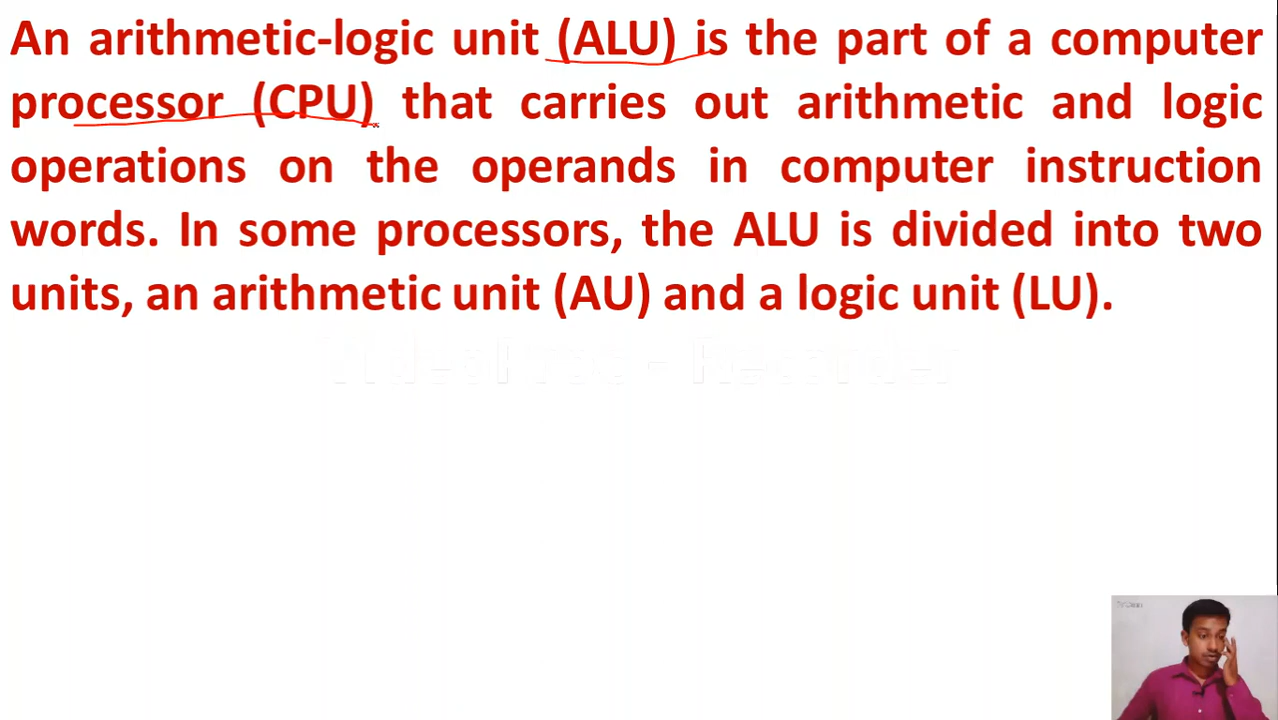 An arithmetic-logic unit (ALU) is the part of a computer
processor (CPU) that carries out arithmetic and logic
operations on the operands in computer instruction
words. In some processors, the ALU is divided into two
units, an arithmetic unit (AU) and a logic unit (LU).
VideoProc - Recorder